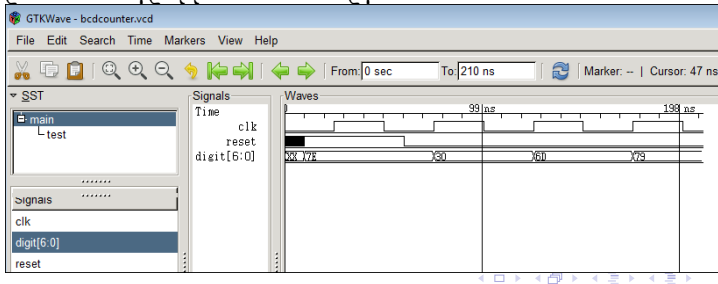 GTKWave - bcdcounter.vcd
File Edit Search Time Markers View Help
From: 0 sec To: 210 ns Marker: -- | Cursor: 47 ns
SST
main
test
Signals
clk
digit[6:0]
reset
Signals
Time
clk
reset
digit[6:0]
Waves
0 99 ns 198 ns
XX 7E 30 6D 79